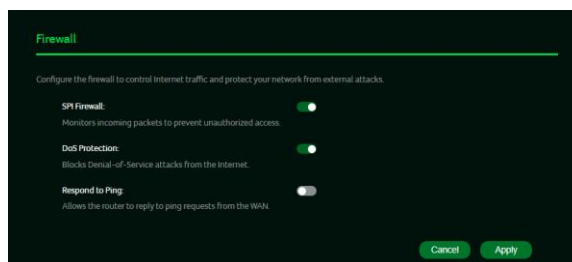 Firewall
Configure the firewall to control Internet traffic and protect your network from external attacks.
SPI Firewall:
Monitors incoming packets to prevent unauthorized access.
DoS Protection:
Blocks Denial-of-Service attacks from the Internet.
Respond to Ping:
Allows the router to reply to ping requests from the WAN.
Cancel Apply